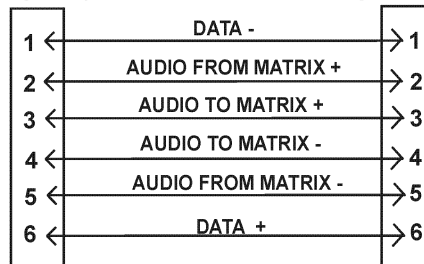 DATA -
1 1
AUDIO FROM MATRIX +
2 2
AUDIO TO MATRIX +
3 3
AUDIO TO MATRIX -
4 4
AUDIO FROM MATRIX -
5 5
DATA +
6 6